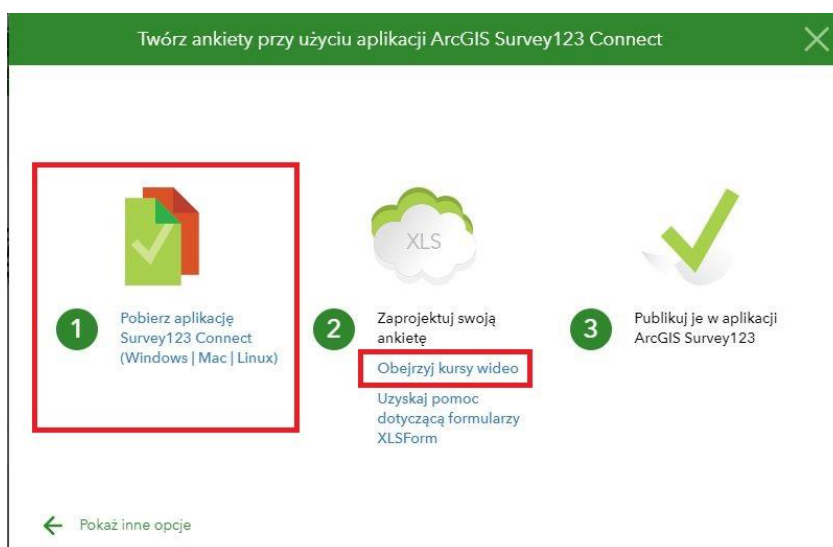 Twórz ankiety przy użyciu aplikacji ArcGIS Survey123 Connect
XLS
1
Pobierz aplikację
Survey123 Connect
(Windows | Mac | Linux)
2
Zaprojektuj swoją
ankietę
Obejrzyj kursy wideo
Uzyskaj pomoc
dotyczącą formularzy
XLSForm
3
Publikuj je w aplikacji
ArcGIS Survey123
Pokaż inne opcje